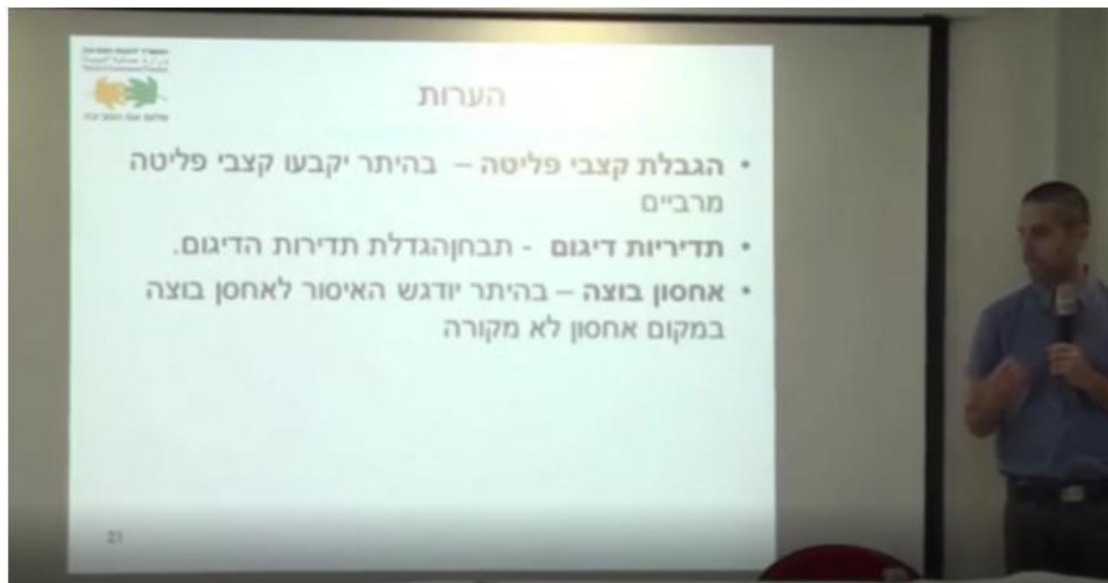 הערות
• הגבלת קצבי פליטה – בהיתר יקבעו קצבי פליטה
מרביים
• תדיריות דיגום - תבחןהגדלת תדירות הדיגום.
• אחסון בוצה – בהיתר יודגש האיסור לאחסן בוצה
במקום אחסון לא מקורה
21